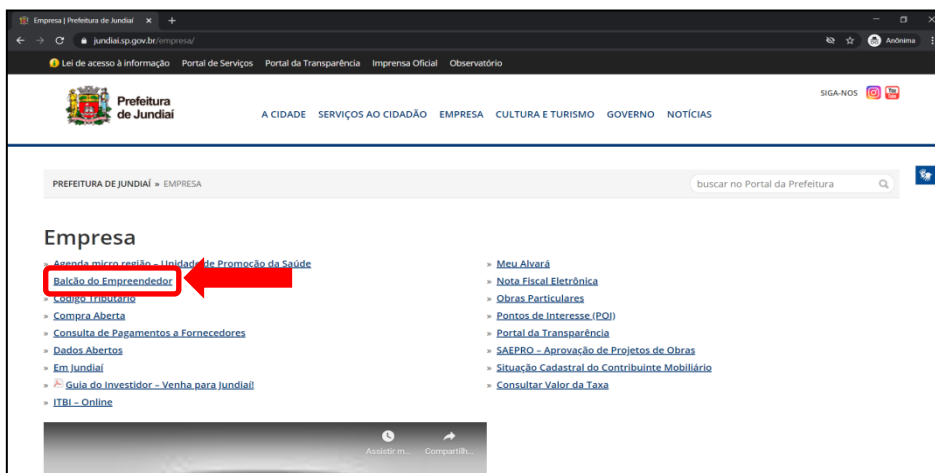 Empresa | Prefeitura de Jundiaí
jundiai.sp.gov.br/empresa/
Anônima
Lei de acesso à informação Portal de Serviços Portal da Transparência Imprensa Oficial Observatório
Prefeitura
de Jundiaí
A CIDADE SERVIÇOS AO CIDADÃO EMPRESA CULTURA E TURISMO GOVERNO NOTÍCIAS
SIGA-NOS
PREFEITURA DE JUNDIAÍ » EMPRESA
buscar no Portal da Prefeitura
Empresa
» Agenda micro região – Unidade de Promoção da Saúde
Balcão do Empreendedor
» Código Tributário
» Compra Aberta
» Consulta de Pagamentos a Fornecedores
» Dados Abertos
» Em Jundiaí
» Guia do Investidor – Venha para Jundiaí!
» ITBI – Online
» Meu Alvará
» Nota Fiscal Eletrônica
» Obras Particulares
» Pontos de Interesse (POI)
» Portal da Transparência
» SAEPRO – Aprovação de Projetos de Obras
» Situação Cadastral do Contribuinte Mobiliário
» Consultar Valor da Taxa
Assistir m... Compartilh...